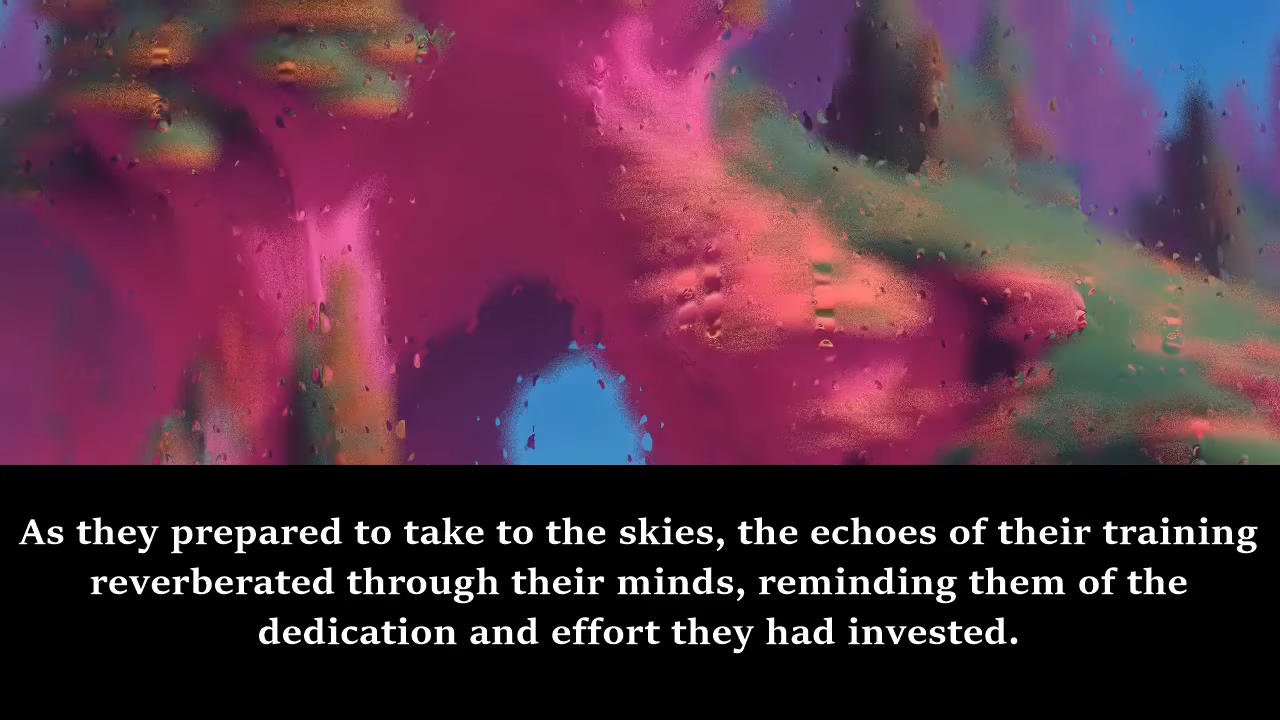 As they prepared to take to the skies, the echoes of their training
reverberated through their minds, reminding them of the
dedication and effort they had invested.